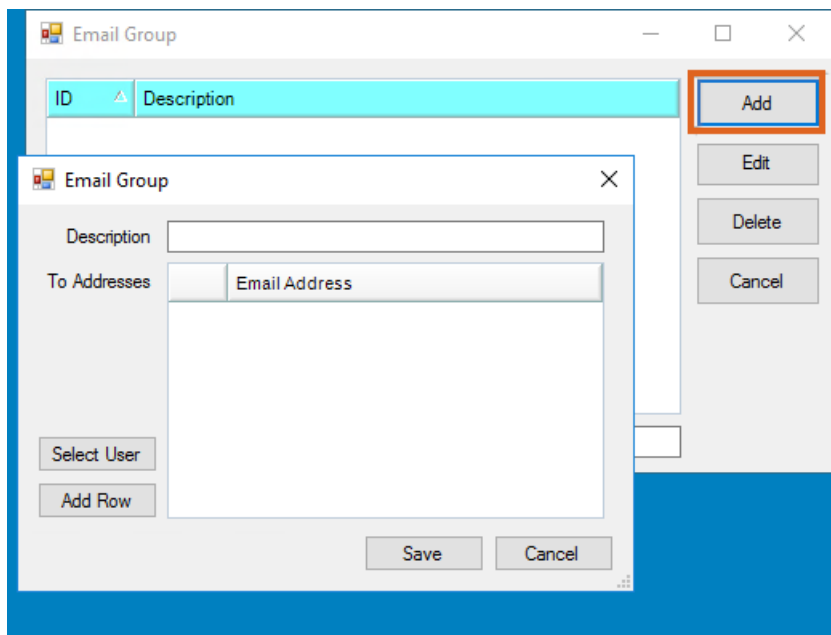 Email Group
ID Description
Add
Edit
Delete
Cancel
Email Group
Description
To Addresses
Email Address
Select User
Add Row
Save Cancel